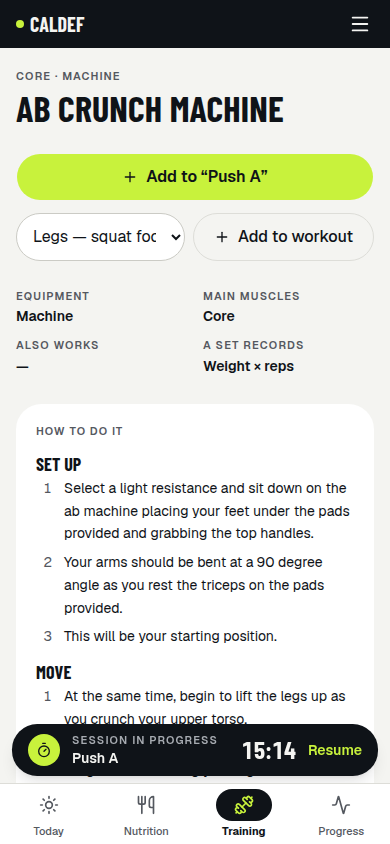 CALDEF
CORE · MACHINE
AB CRUNCH MACHINE
Add to “Push A”
Legs — squat foc
Add to workout
EQUIPMENT
MAIN MUSCLES
Machine
Core
ALSO WORKS
A SET RECORDS
—
Weight × reps
HOW TO DO IT
SET UP
1 Select a light resistance and sit down on the
ab machine placing your feet under the pads
provided and grabbing the top handles.
2 Your arms should be bent at a 90 degree
angle as you rest the triceps on the pads
provided.
3 This will be your starting position.
MOVE
1 At the same time, begin to lift the legs up as
you crunch your upper torso.
SESSION IN PROGRESS
Push A
15:14
Resume
Today
Nutrition
Training
Progress